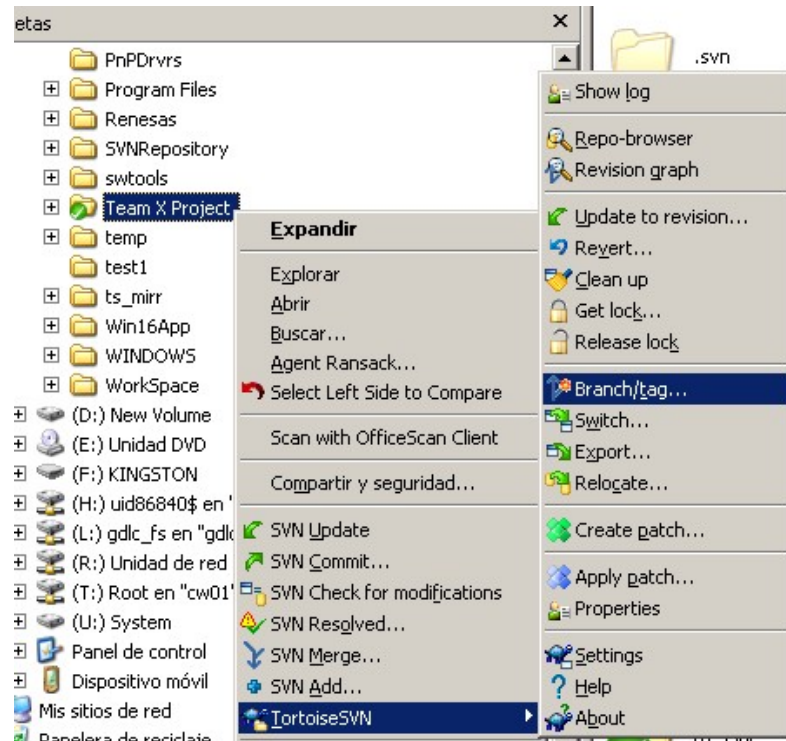 etas
PnPDrvrs
Program Files
Renesas
SVNRepository
swtools
Team X Project
temp
test1
ts_mirr
Win16App
WINDOWS
WorkSpace
(D:) New Volume
(E:) Unidad DVD
(F:) KINGSTON
(H:) uid86840$ en "
(L:) gdlc_fs en "gdlc
(R:) Unidad de red
(T:) Root en "cw01"
(U:) System
Panel de control
Dispositivo móvil
Mis sitios de red
Papelera de reciclaje
Expandir
Explorar
Abrir
Buscar...
Agent Ransack...
Select Left Side to Compare
Scan with OfficeScan Client
Compartir y seguridad...
SVN Update
SVN Commit...
SVN Check for modifications
SVN Resolved...
SVN Merge...
SVN Add...
TortoiseSVN
.svn
Show log
Repo-browser
Revision graph
Update to revision...
Revert...
Clean up
Get lock...
Release lock
Branch/tag...
Switch...
Export...
Relocate...
Create patch...
Apply patch...
Properties
Settings
Help
About